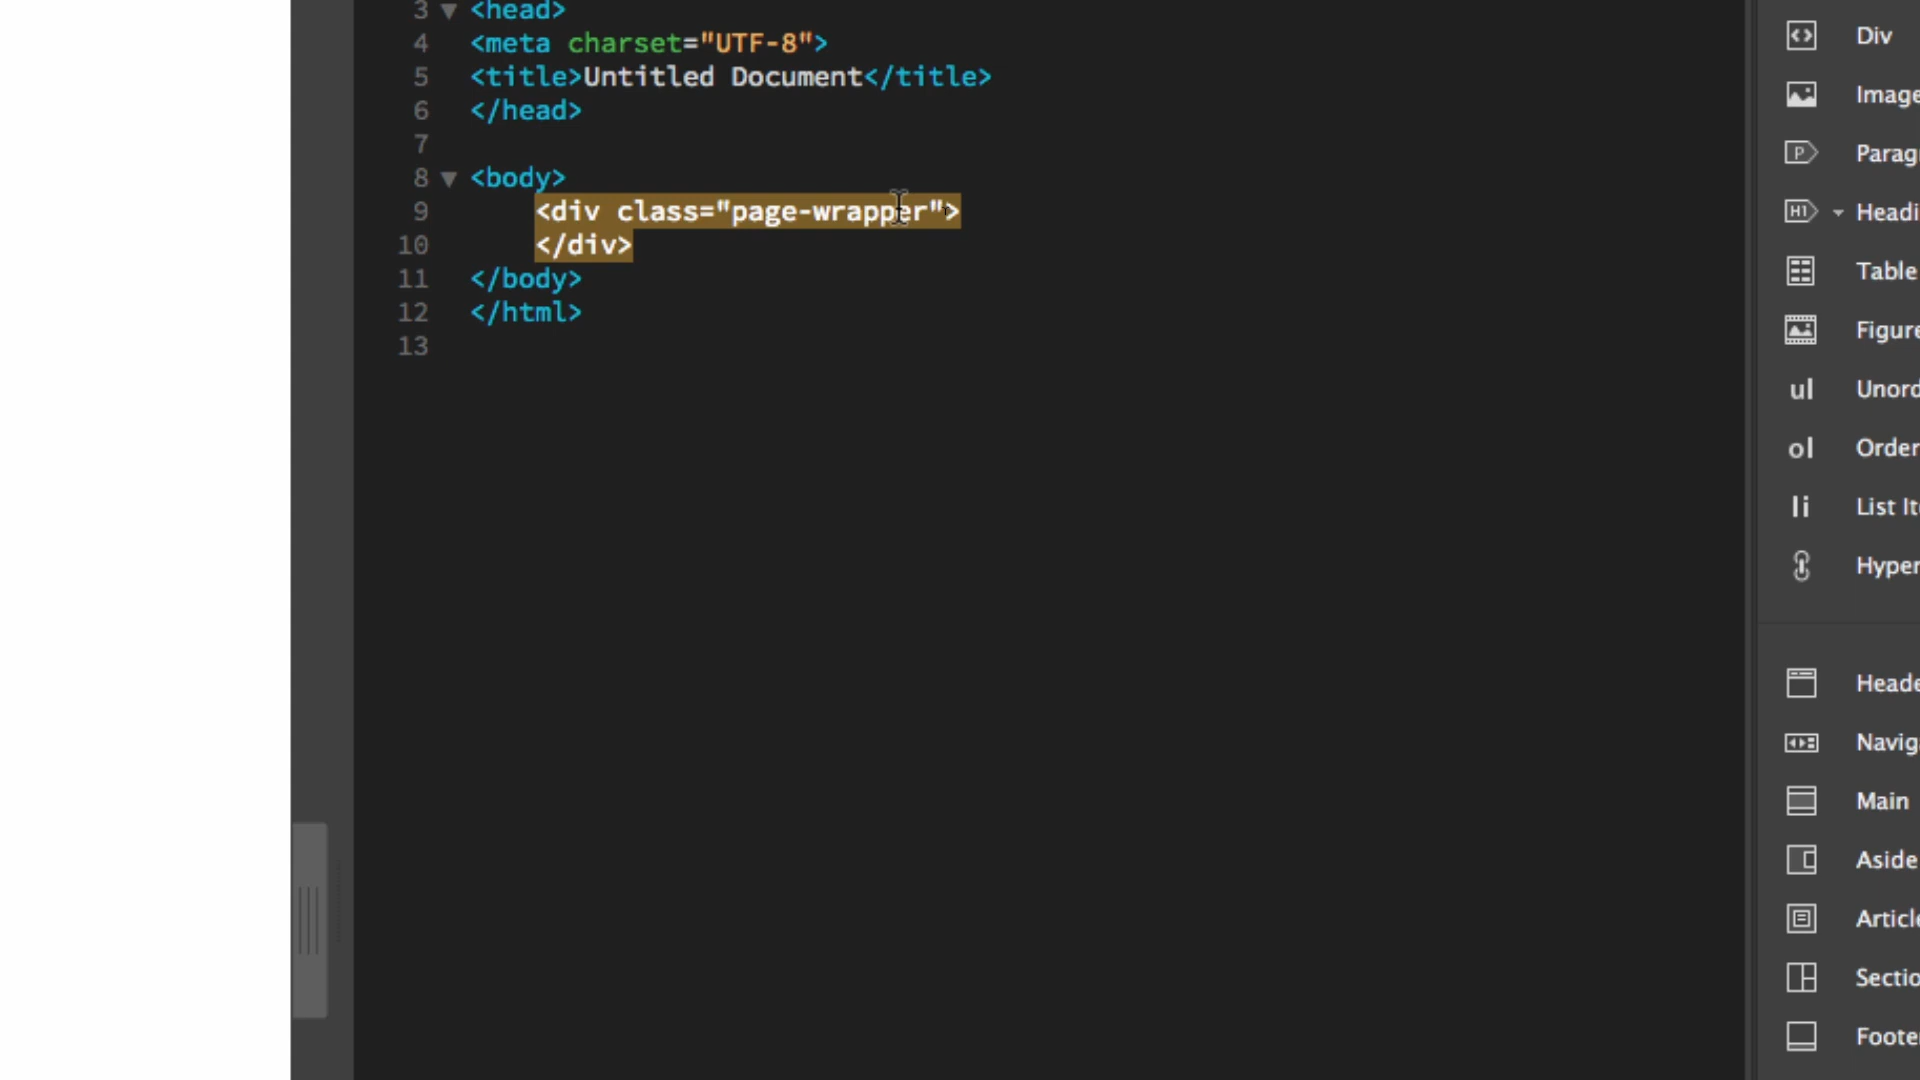 3 <head>
4 <meta charset="UTF-8">
5 <title>Untitled Document</title>
6 </head>
7
8 <body>
9 <div class="page-wrapper">
10 </div>
11 </body>
12 </html>
13
Div
Image
Parag
H1 Headi
Table
Figure
ul Unord
ol Order
li List It
Hyper
Heade
Naviga
Main
Aside
Article
Sectio
Foote